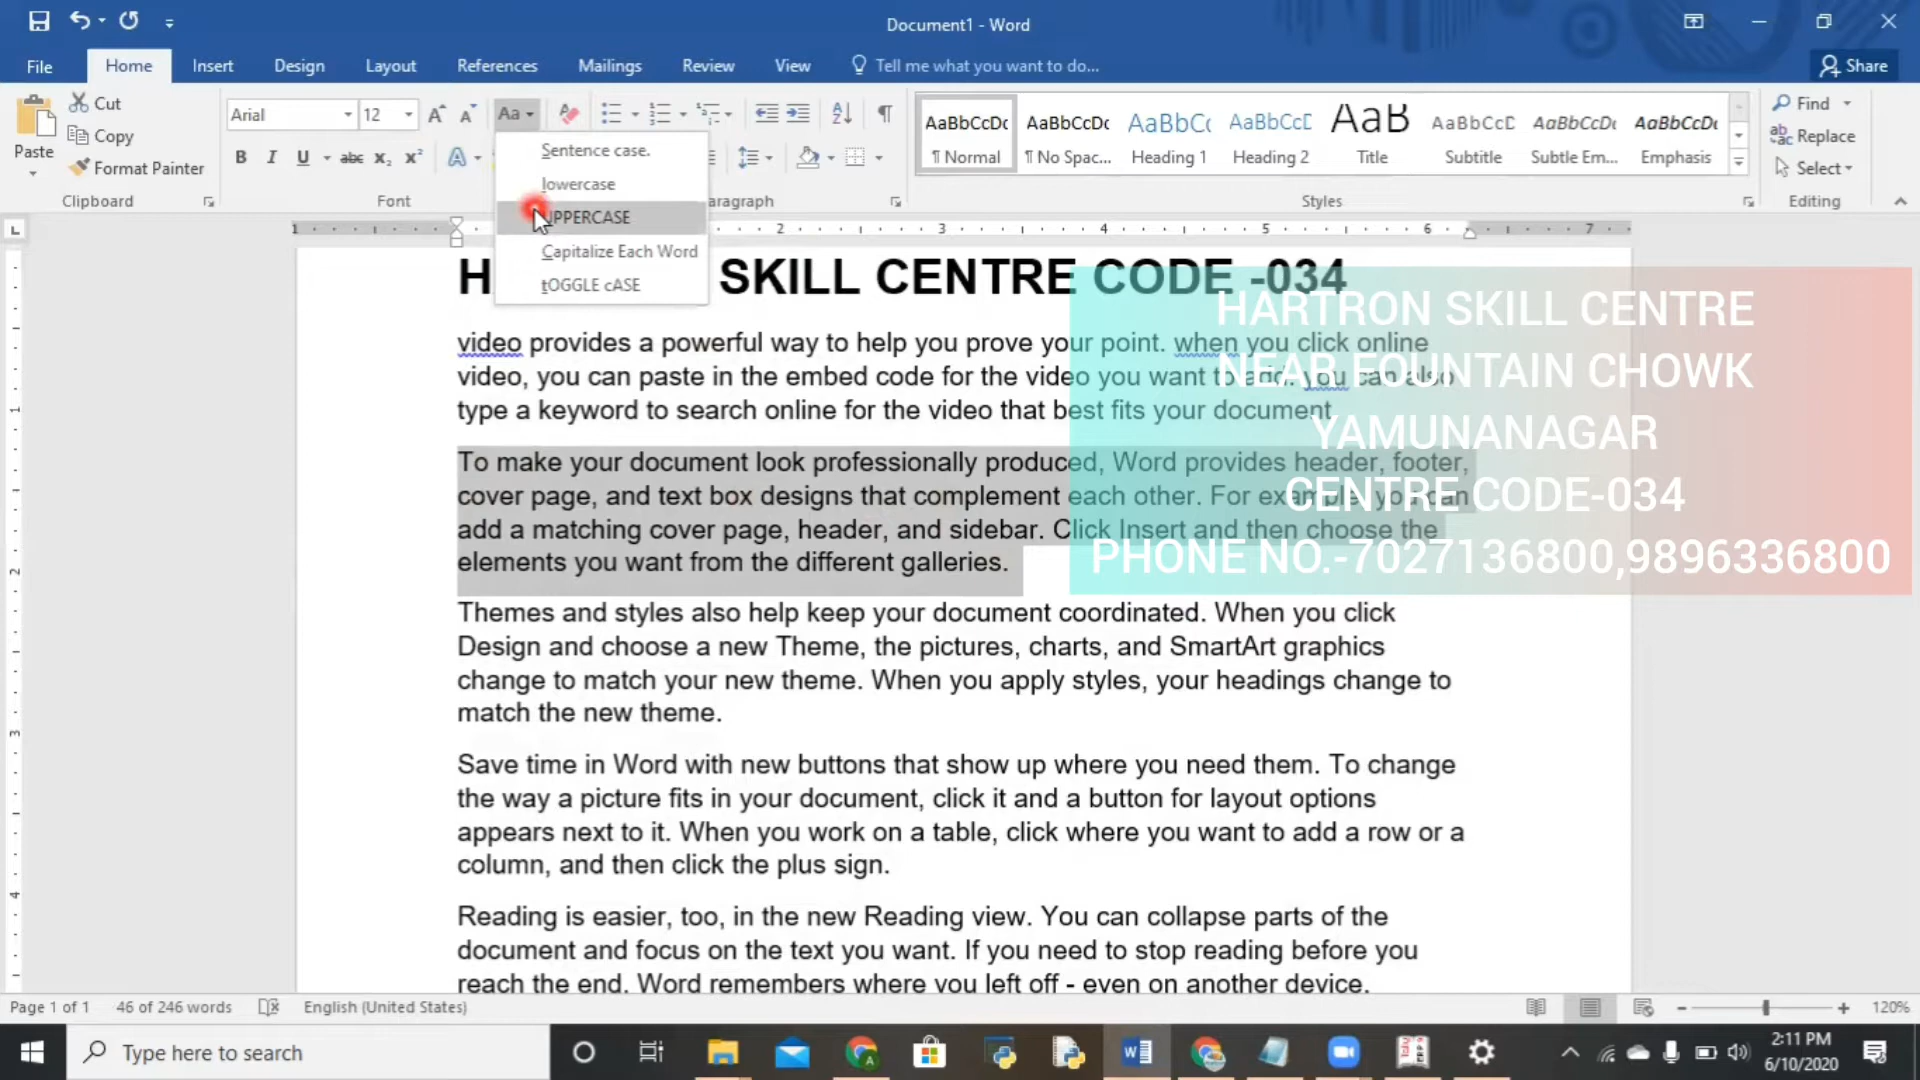 Document1 - Word
File Home Insert Design Layout References Mailings Review View Tell me what you want to do... Share
Cut
Copy
Format Painter
Paste
Clipboard
Arial 12 Aa
B I U abc X₂ X² A
Font
Sentence case.
lowercase
UPPERCASE
Capitalize Each Word
tOGGLE cASE
AaBbCcDc AaBbCcDc AaBbCc AaBbCcD AaB AaBbCcD AaBbCcDc AaBbCcDc
¶ Normal ¶ No Spac... Heading 1 Heading 2 Title Subtitle Subtle Em... Emphasis
Styles
Find
Replace
Select
Editing
1 2 3 4 5 6 7
SKILL CENTRE CODE -034
video provides a powerful way to help you prove your point. when you click online
video, you can paste in the embed code for the video you want to add. you can also
type a keyword to search online for the video that best fits your document
To make your document look professionally produced, Word provides header, footer,
cover page, and text box designs that complement each other. For example, you can
add a matching cover page, header, and sidebar. Click Insert and then choose the
elements you want from the different galleries.
Themes and styles also help keep your document coordinated. When you click
Design and choose a new Theme, the pictures, charts, and SmartArt graphics
change to match your new theme. When you apply styles, your headings change to
match the new theme.
Save time in Word with new buttons that show up where you need them. To change
the way a picture fits in your document, click it and a button for layout options
appears next to it. When you work on a table, click where you want to add a row or a
column, and then click the plus sign.
Reading is easier, too, in the new Reading view. You can collapse parts of the
document and focus on the text you want. If you need to stop reading before you
reach the end, Word remembers where you left off - even on another device.
HARTRON SKILL CENTRE
NEAR FOUNTAIN CHOWK
YAMUNANAGAR
CENTRE CODE-034
PHONE NO.-7027136800,9896336800
Page 1 of 1 46 of 246 words English (United States) 120%
Type here to search
2:11 PM
6/10/2020